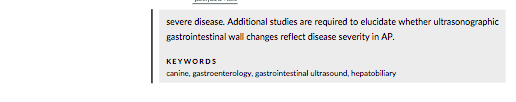 severe disease. Additional studies are required to elucidate whether ultrasonographic
gastrointestinal wall changes reflect disease severity in AP.
KEYWORDS
canine, gastroenterology, gastrointestinal ultrasound, hepatobiliary